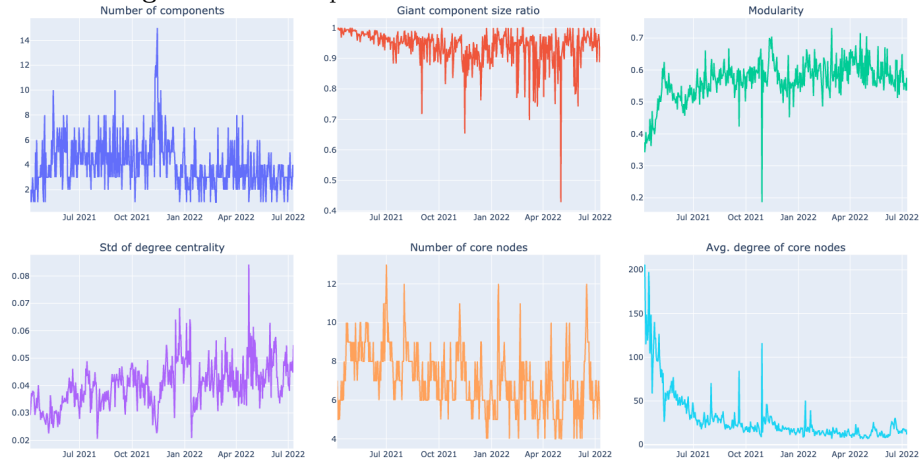 Number of components
Giant component size ratio
Modularity
14
12
10
8
6
4
2
Jul 2021
Oct 2021
Jan 2022
Apr 2022
Jul 2022
1
0.9
0.8
0.7
0.6
0.5
0.4
Jul 2021
Oct 2021
Jan 2022
Apr 2022
Jul 2022
0.7
0.6
0.5
0.4
0.3
0.2
Jul 2021
Oct 2021
Jan 2022
Apr 2022
Jul 2022
Std of degree centrality
Number of core nodes
Avg. degree of core nodes
0.08
0.07
0.06
0.05
0.04
0.03
0.02
Jul 2021
Oct 2021
Jan 2022
Apr 2022
Jul 2022
12
10
8
6
4
Jul 2021
Oct 2021
Jan 2022
Apr 2022
Jul 2022
200
150
100
50
0
Jul 2021
Oct 2021
Jan 2022
Apr 2022
Jul 2022